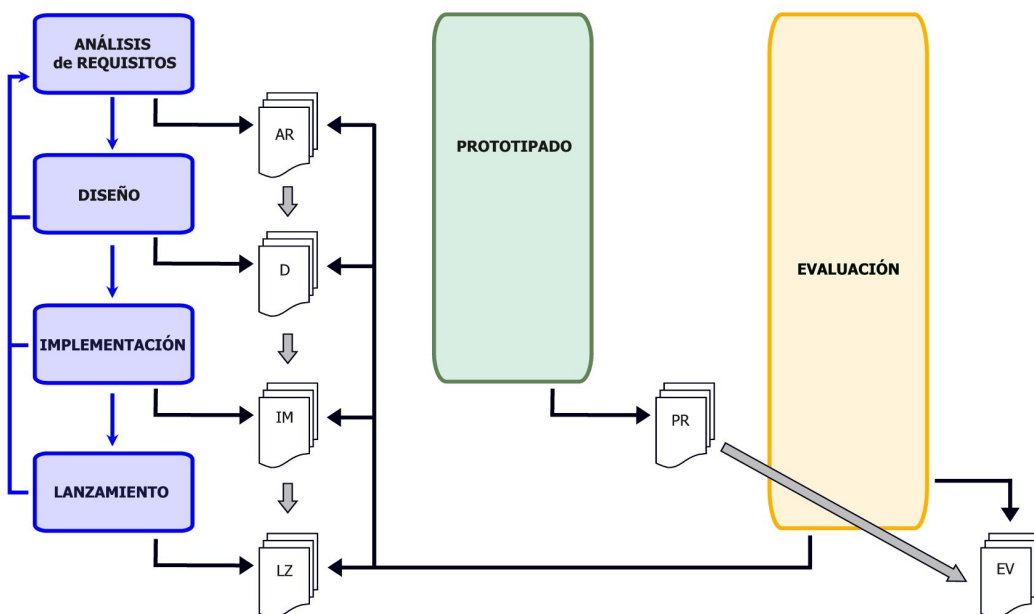 ANÁLISIS
de REQUISITOS
AR
PROTOTIPADO
DISEÑO
D
EVALUACIÓN
IMPLEMENTACIÓN
IM
PR
LANZAMIENTO
LZ
EV